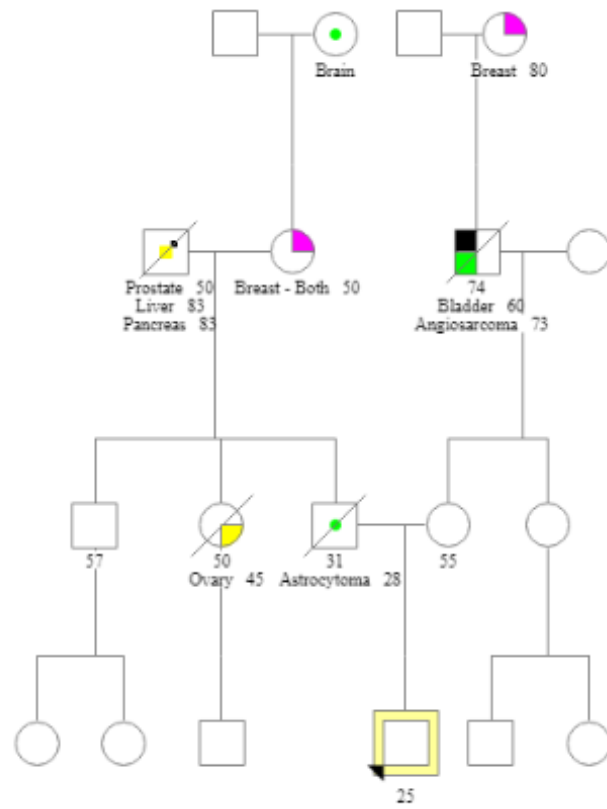 Brain
Breast 80
Prostate 50
Liver 83
Pancreas 83
Breast - Both 50
74
Bladder 60
Angiosarcoma 73
57
50
Ovary 45
31
Astrocytoma 28
55
25